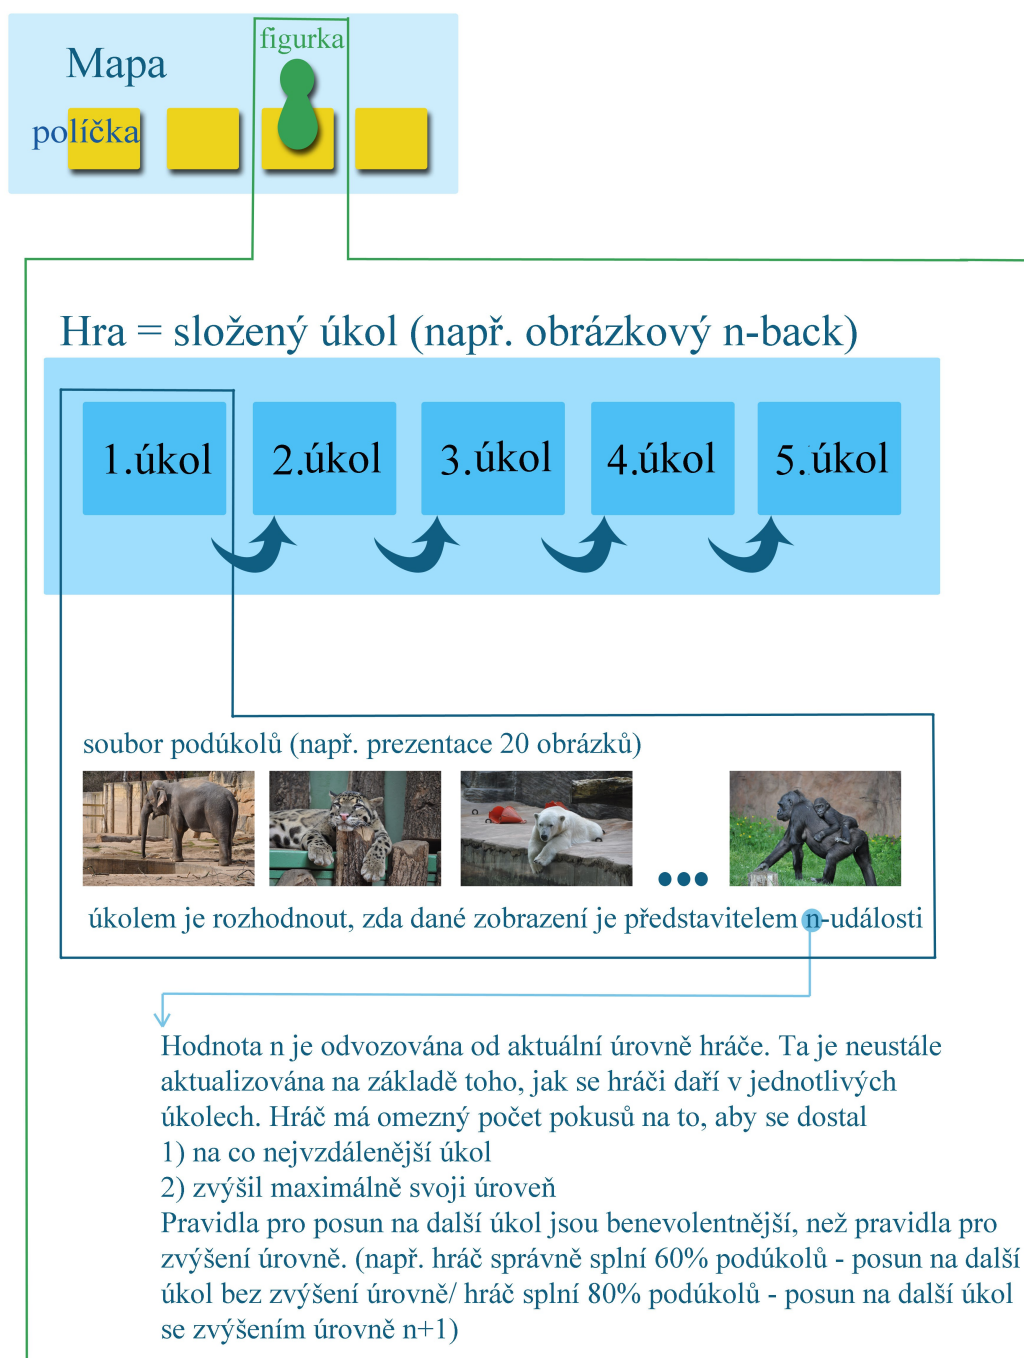 figurka
Mapa
políčka
Hra = složený úkol (např. obrázkový n-back)
1.úkol
2.úkol
3.úkol
4.úkol
5.úkol
soubor podúkolů (např. prezentace 20 obrázků)
úkolem je rozhodnout, zda dané zobrazení je představitelem n-události
Hodnota n je odvozována od aktuální úrovně hráče. Ta je neustále
aktualizována na základě toho, jak se hráči daří v jednotlivých
úkolech. Hráč má omezný počet pokusů na to, aby se dostal
1) na co nejvzdálenější úkol
2) zvýšil maximálně svoji úroveň
Pravidla pro posun na další úkol jsou benevolentnější, než pravidla pro
zvýšení úrovně. (např. hráč správně splní 60% podúkolů - posun na další
úkol bez zvýšení úrovně/ hráč splní 80% podúkolů - posun na další úkol
se zvýšením úrovně n+1)